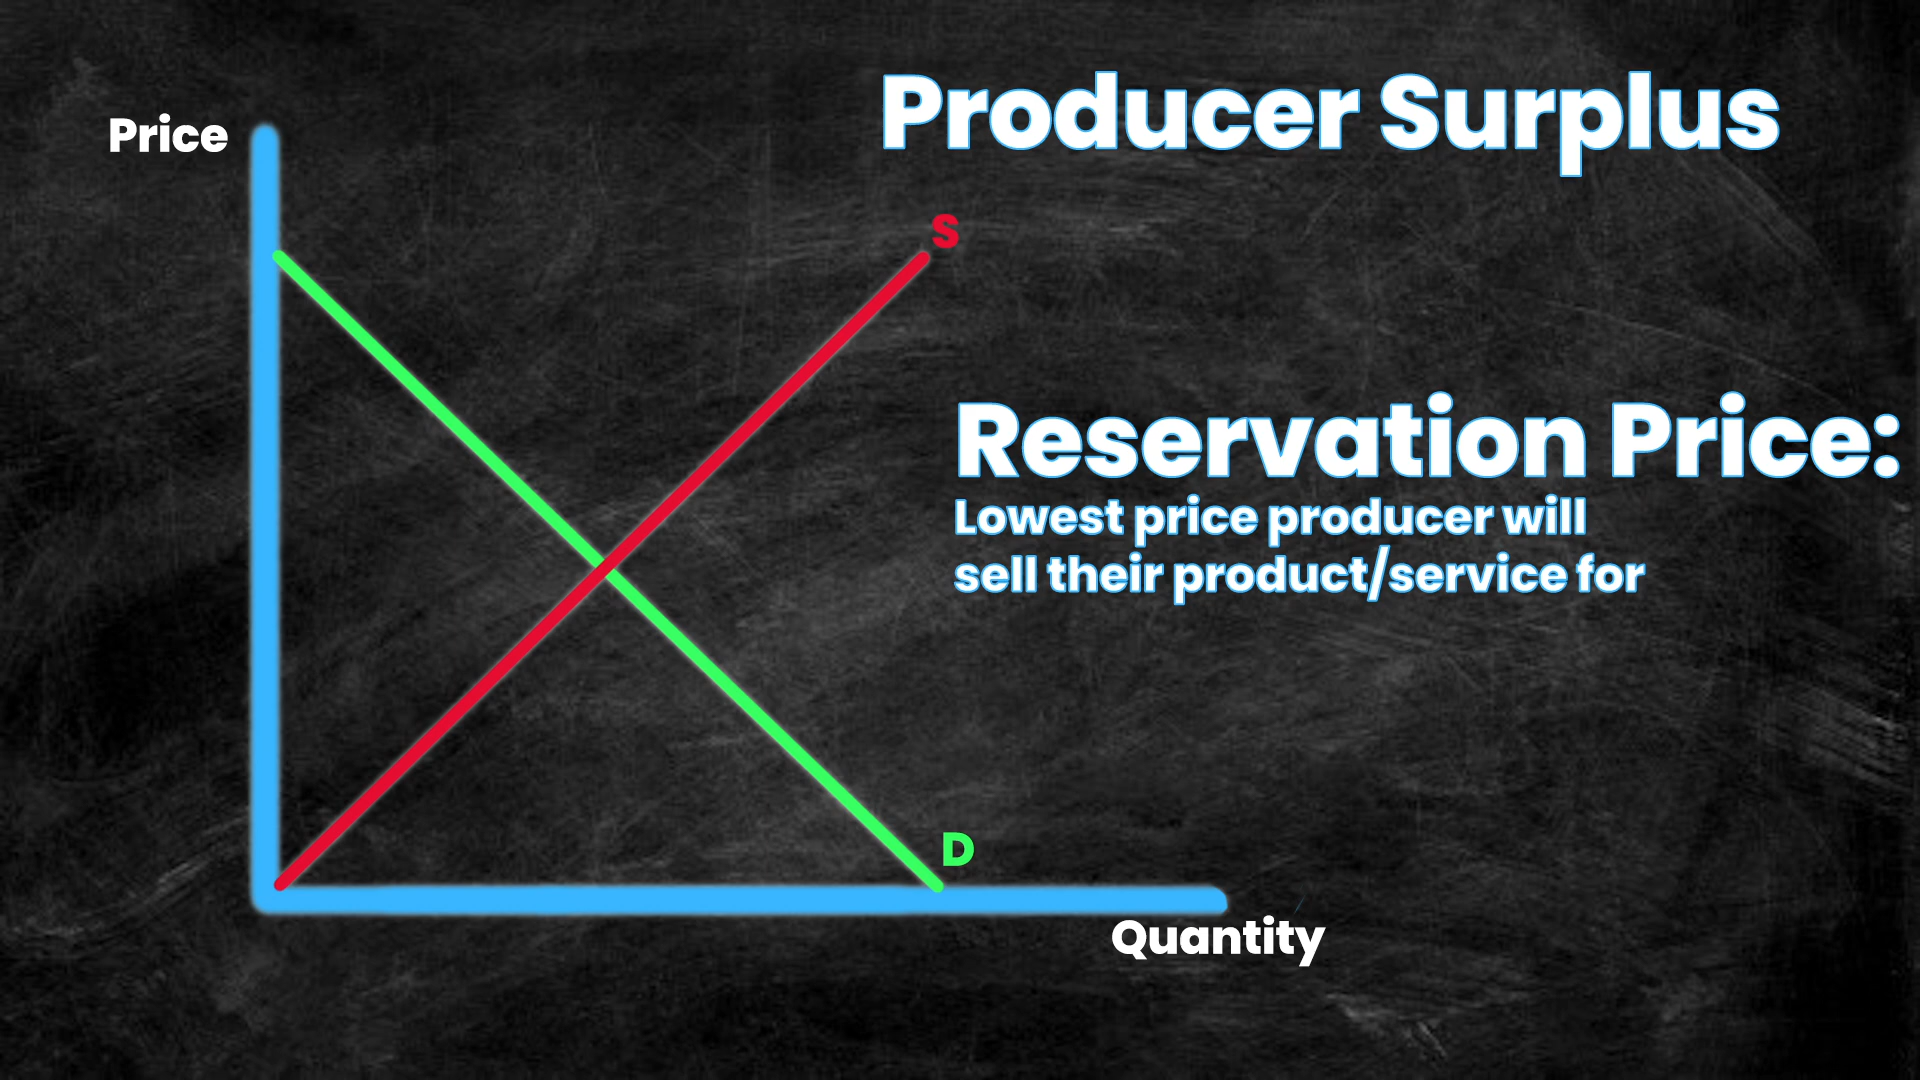 Producer Surplus
Price
S
Reservation Price:
Lowest price producer will
sell their product/service for
D
Quantity